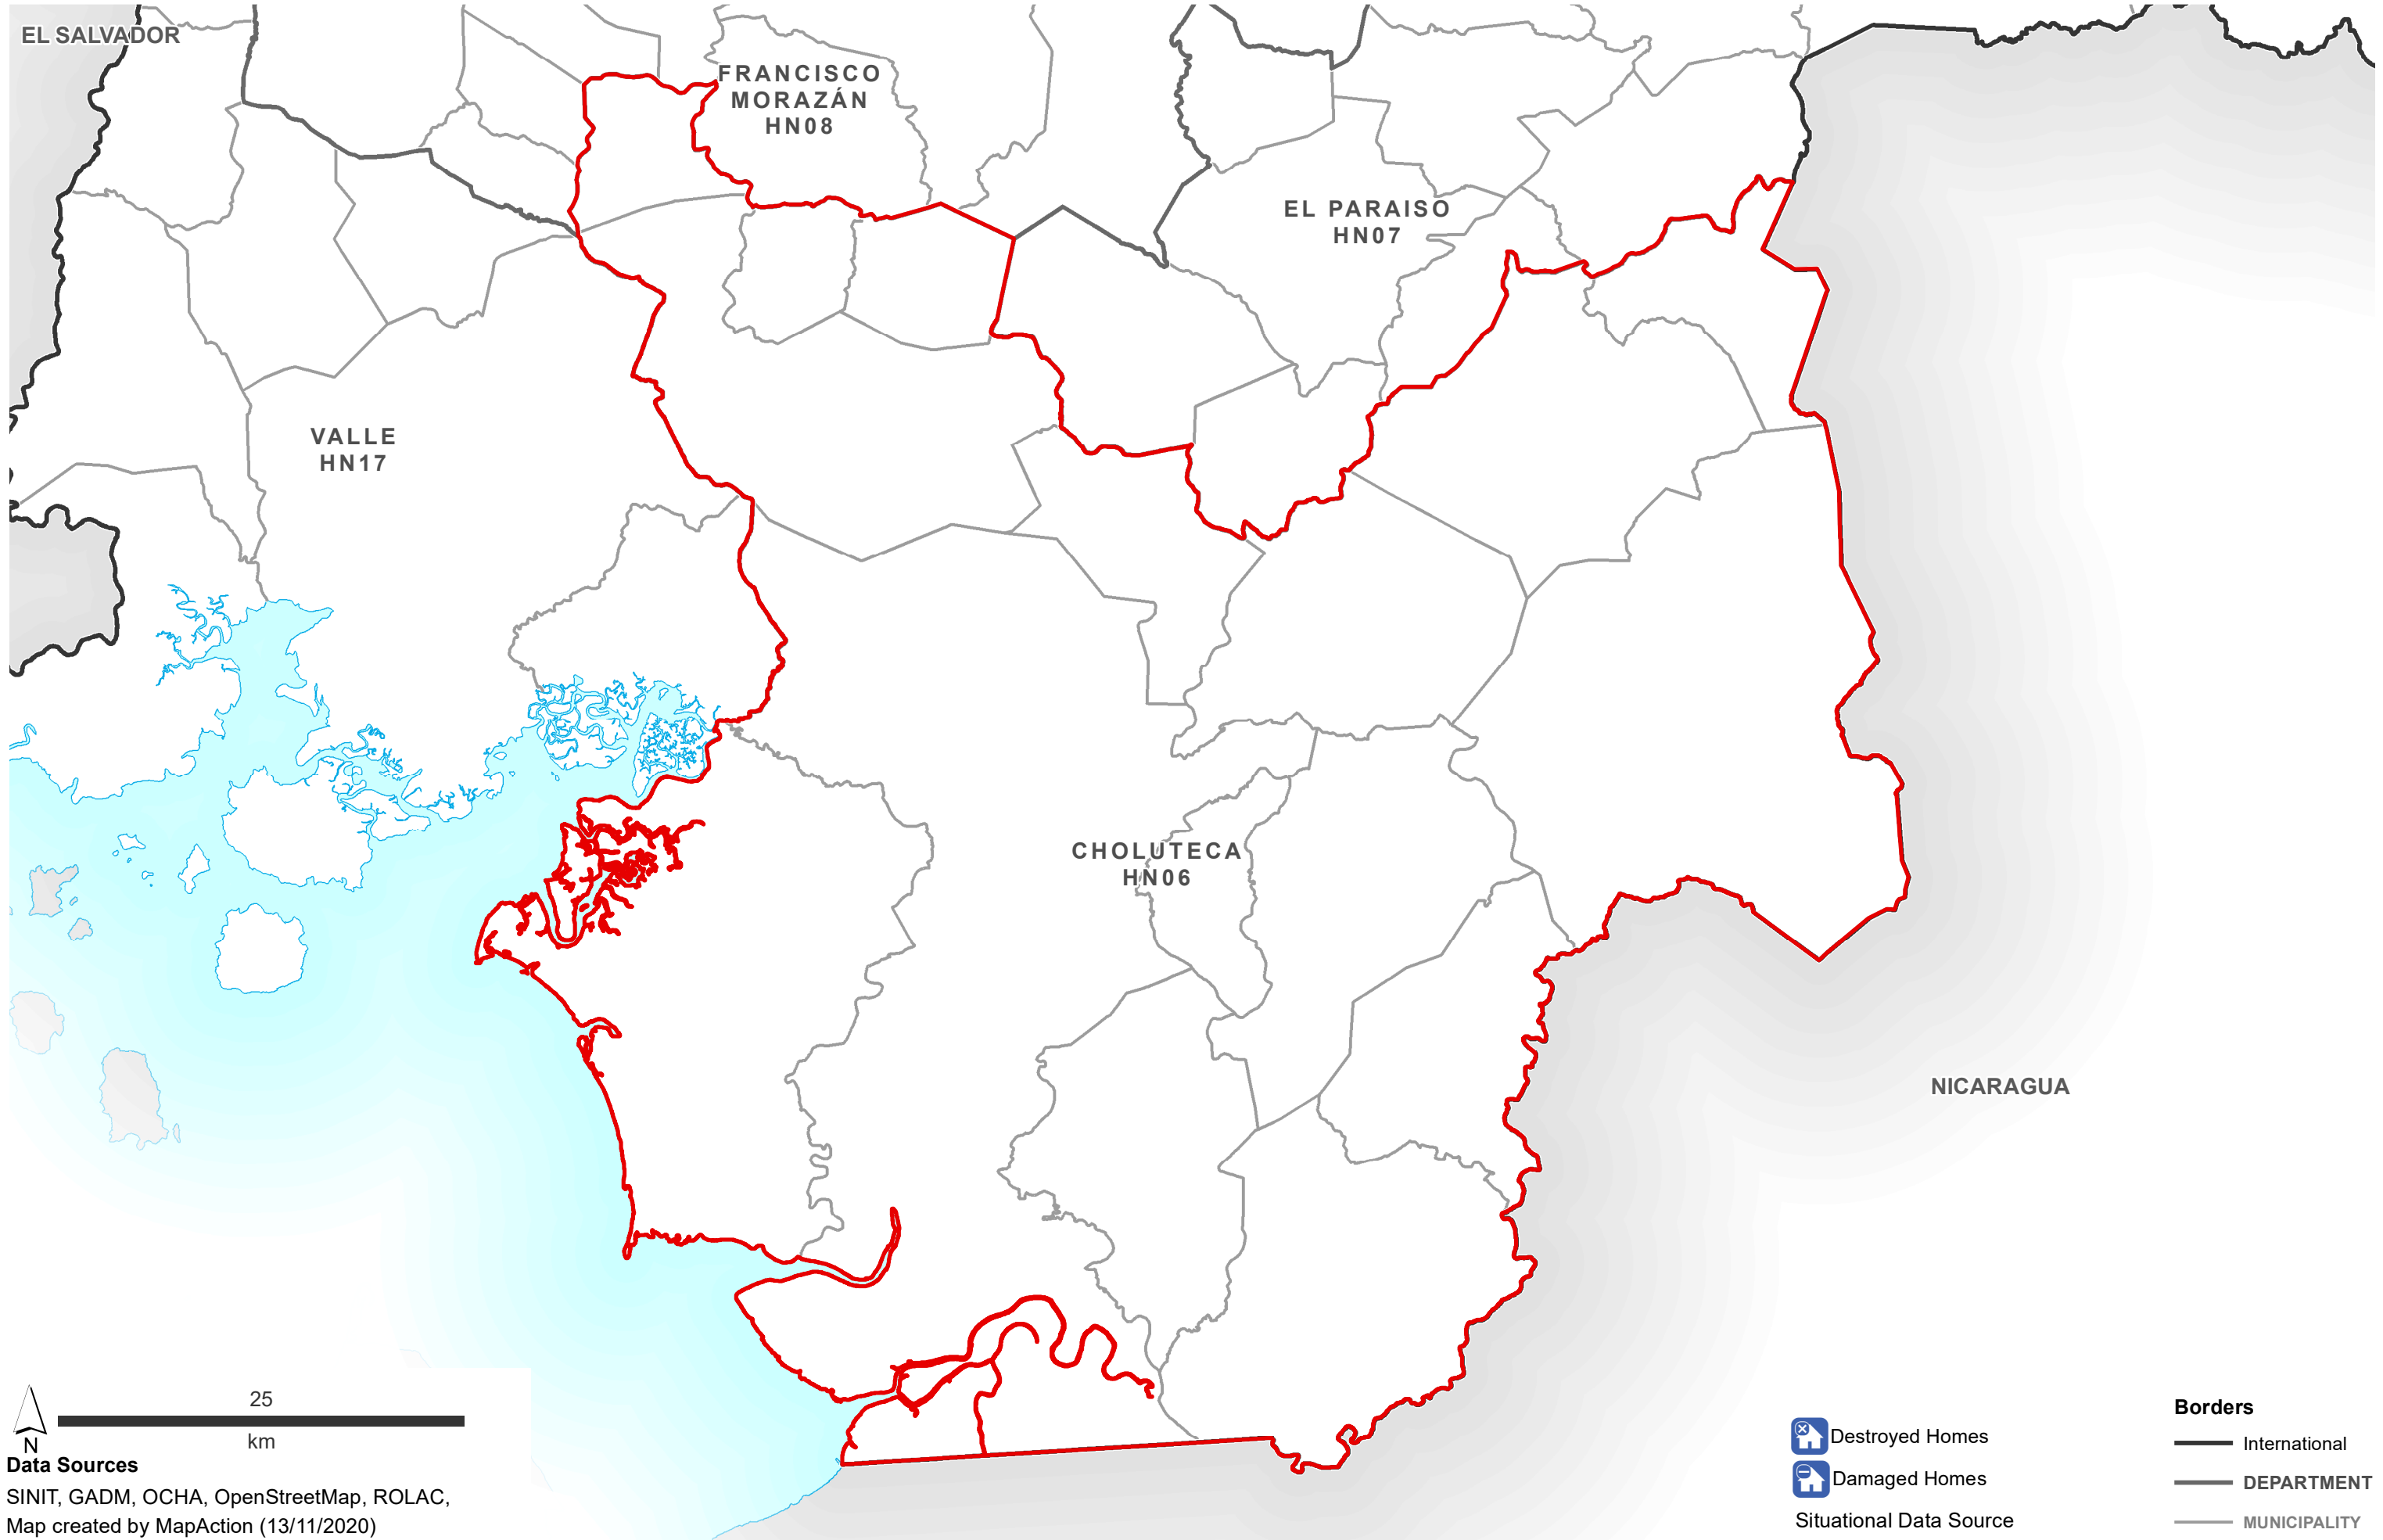 EL SALVADOR
FRANCISCO
MORAZÁN
HN08
EL PARAISO
HN07
VALLE
HN17
CHOLUTECA
HN06
NICARAGUA
25
km
N
Data Sources
SINIT, GADM, OCHA, OpenStreetMap, ROLAC,
Map created by MapAction (13/11/2020)
Destroyed Homes
Damaged Homes
Situational Data Source
Borders
International
DEPARTMENT
MUNICIPALITY